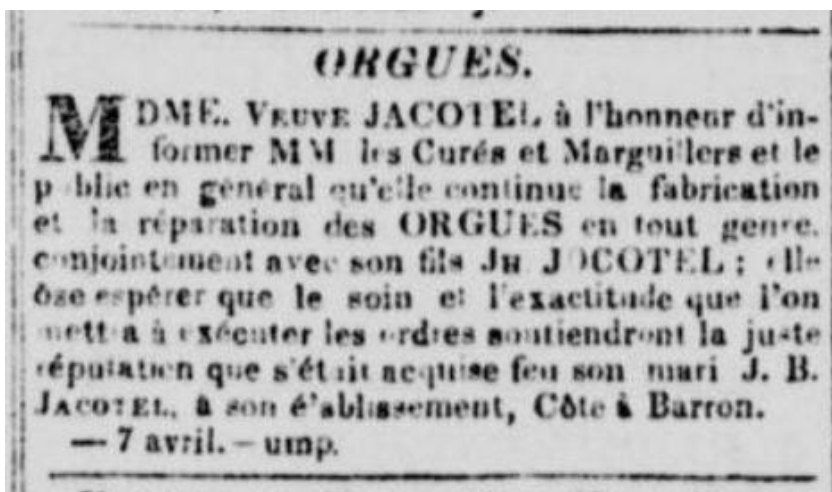 ORGUES.
MDME. VEUVE JACOTEL à l'honneur d'in-
former MM les Curés et Marguillers et le
public en général qu'elle continue la fabrication
et la réparation des ORGUES en tout genre,
conjointement avec son fils JH JOCOTEL ; elle
ôse espérer que le soin et l'exactitude que l'on
mettra à exécuter les ordres soutiendront la juste
réputation que s'était acquise feu son mari J. B.
JACOTEL, à son établissement, Côte à Barron.
— 7 avril. — ump.